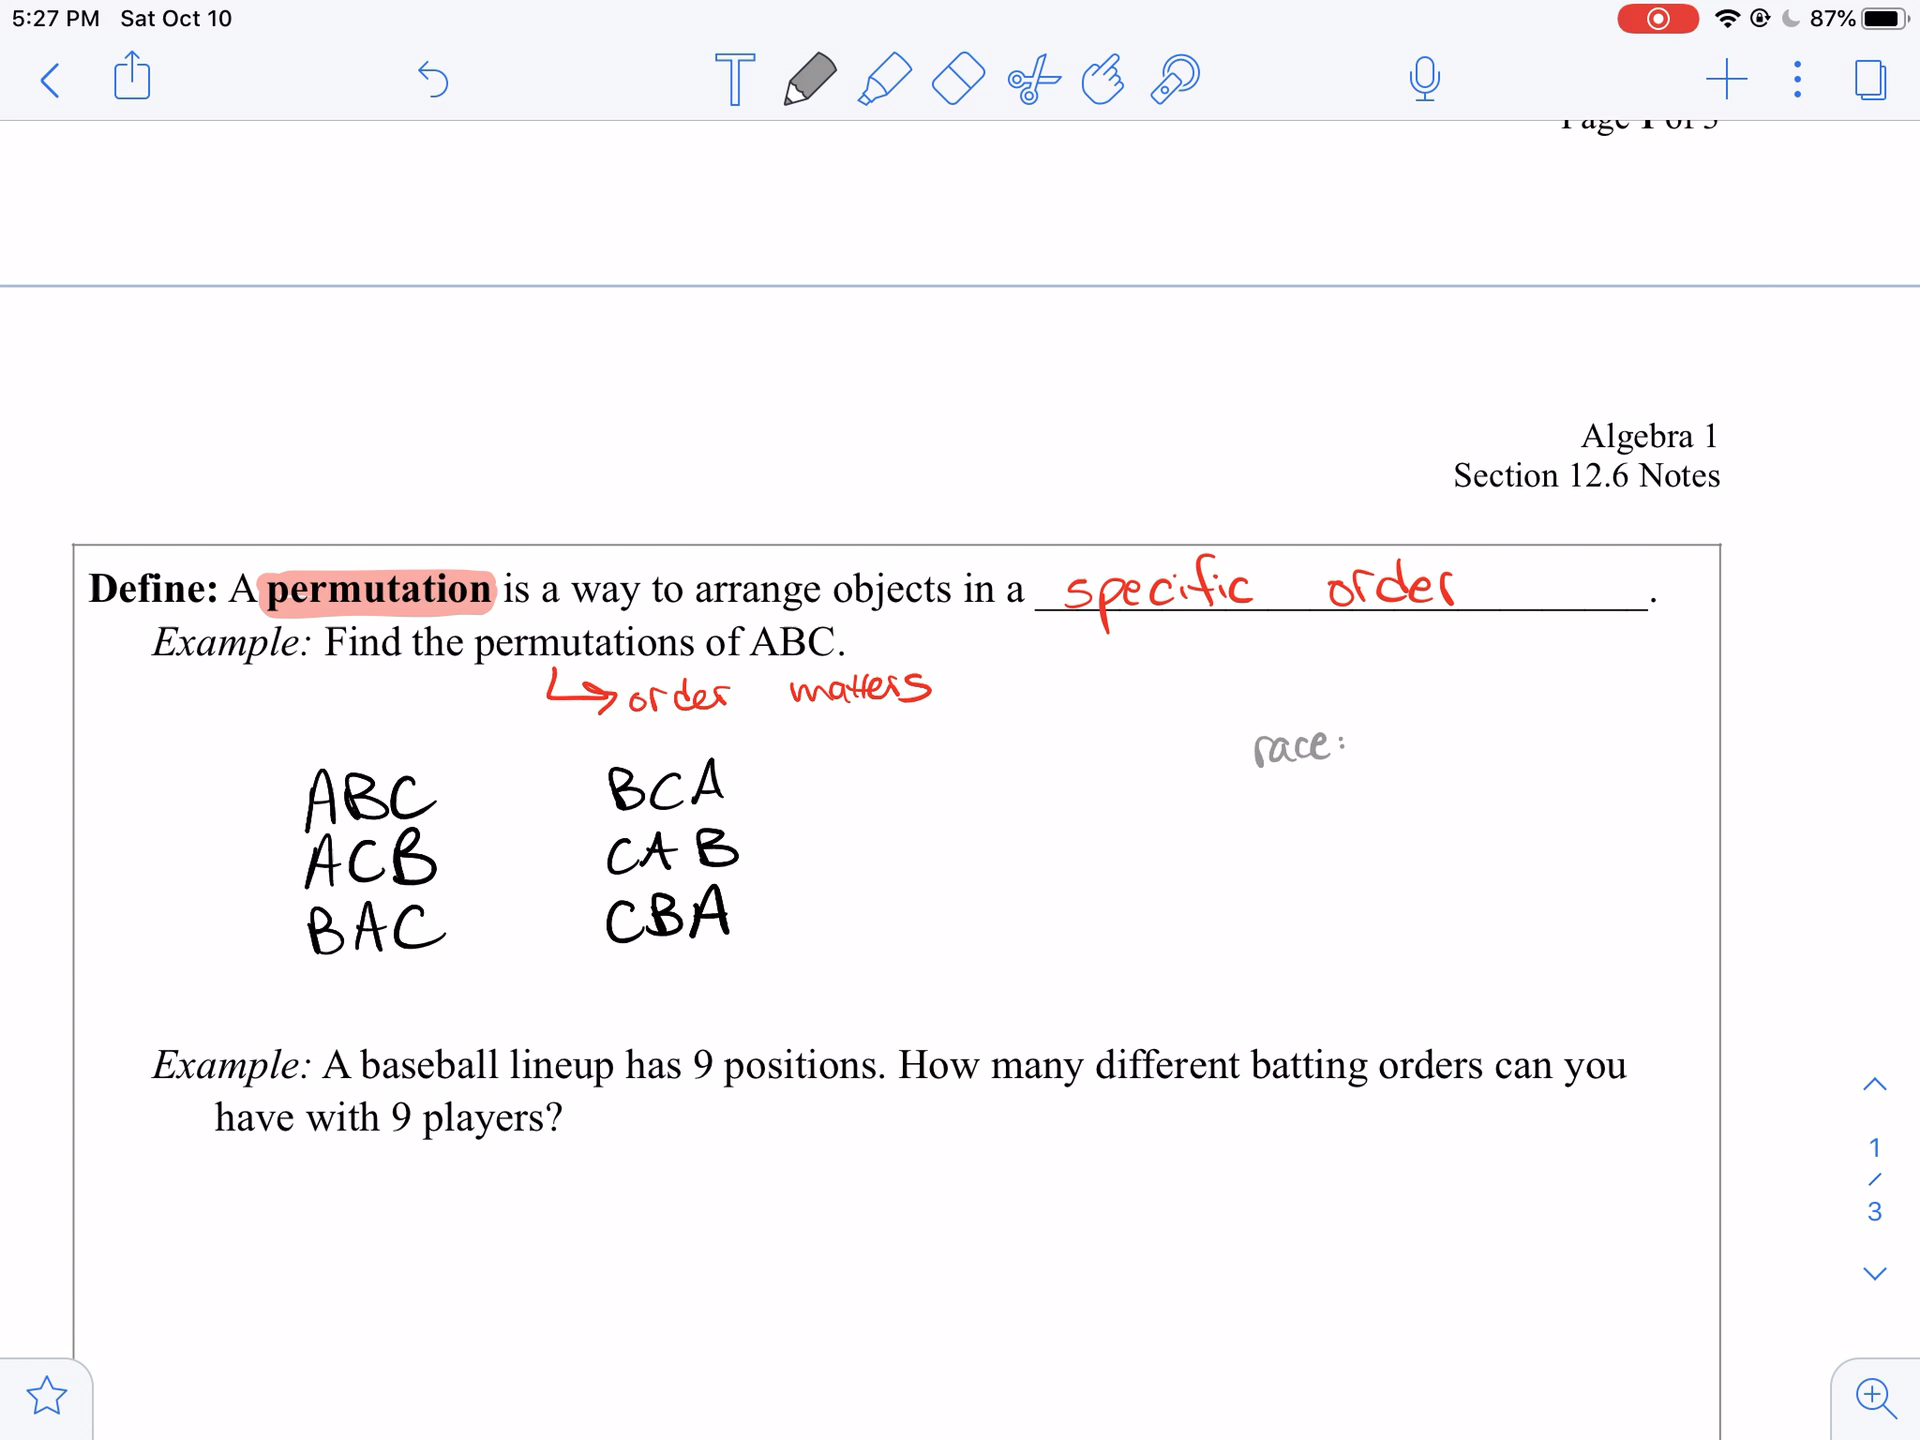 5:27 PM Sat Oct 10
87%
T
Algebra 1
Section 12.6 Notes
Define: A permutation is a way to arrange objects in a specific order.
Example: Find the permutations of ABC.
order matters
race:
ABC BCA
ACB CAB
BAC CBA
Example: A baseball lineup has 9 positions. How many different batting orders can you
have with 9 players?
1
/
3